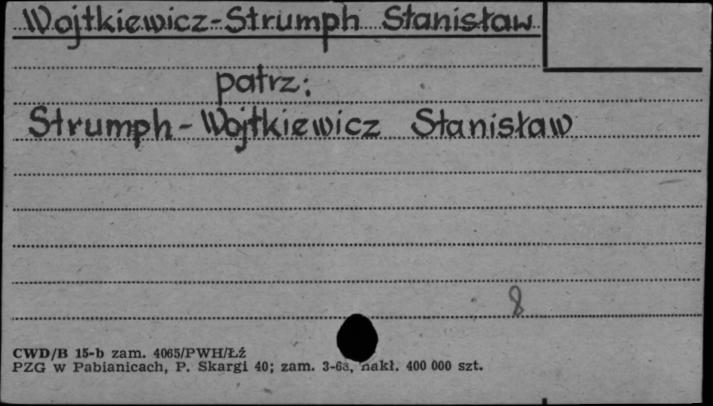 Wojtkiewicz-Strumph Stanisław
patrz:
Strumph-Wojtkiewicz Stanisław
8
CWD/B 15-b zam. 4065/PWH/Łź
PZG w Pabianicach, P. Skargi 40; zam. 3-63, nakł. 400 000 szt.